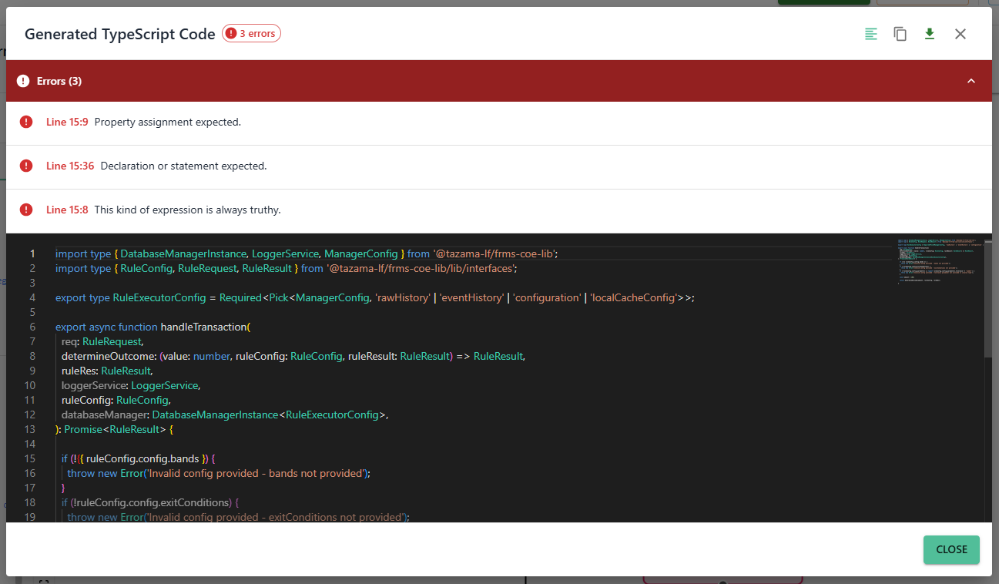 Generated TypeScript Code
3 errors
Errors (3)
Line 15:9 Property assignment expected.
Line 15:36 Declaration or statement expected.
Line 15:8 This kind of expression is always truthy.
1 import type { DatabaseManagerInstance, LoggerService, ManagerConfig } from '@tazama-lf/frms-coe-lib';
2 import type { RuleConfig, RuleRequest, RuleResult } from '@tazama-lf/frms-coe-lib/lib/interfaces';
3
4 export type RuleExecutorConfig = Required<Pick<ManagerConfig, 'rawHistory' | 'eventHistory' | 'configuration' | 'localCacheConfig'>>;
5
6 export async function handleTransaction(
7 req: RuleRequest,
8 determineOutcome: (value: number, ruleConfig: RuleConfig, ruleResult: RuleResult) => RuleResult,
9 ruleRes: RuleResult,
10 loggerService: LoggerService,
11 ruleConfig: RuleConfig,
12 databaseManager: DatabaseManagerInstance<RuleExecutorConfig>,
13 ): Promise<RuleResult> {
14
15 if (!{{ ruleConfig.config.bands }) {
16 throw new Error('Invalid config provided - bands not provided');
17 }
18 if (!ruleConfig.config.exitConditions) {
19 throw new Error('Invalid config provided - exitConditions not provided');
CLOSE